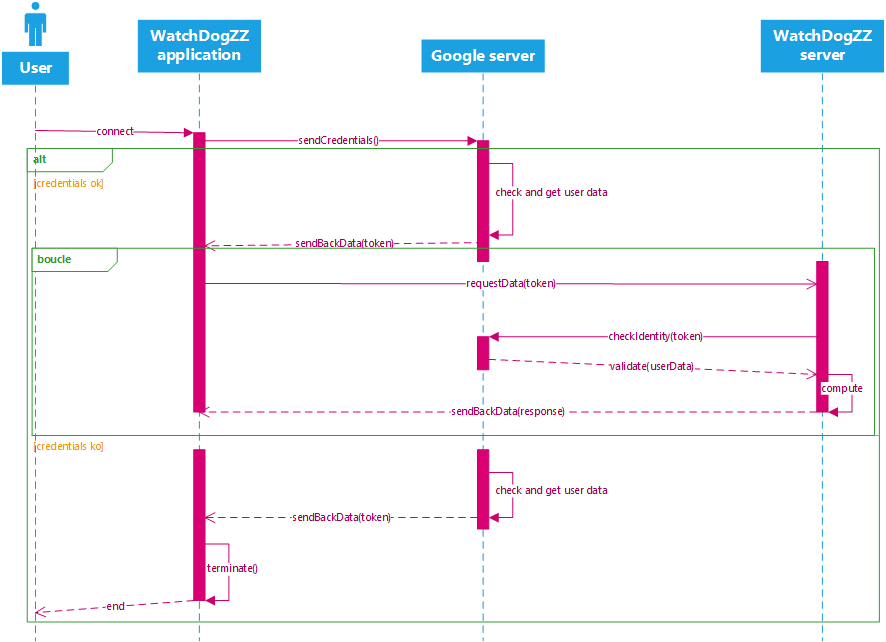 WatchDogZZ
application
Google server
WatchDogZZ
server
User
connect
sendCredentials()
alt
[credentials ok]
check and get user data
sendBackData(token)
boucle
requestData(token)
checkIdentity(token)
validate(userData)
compute
sendBackData(response)
[credentials ko]
check and get user data
sendBackData(token)
terminate()
end